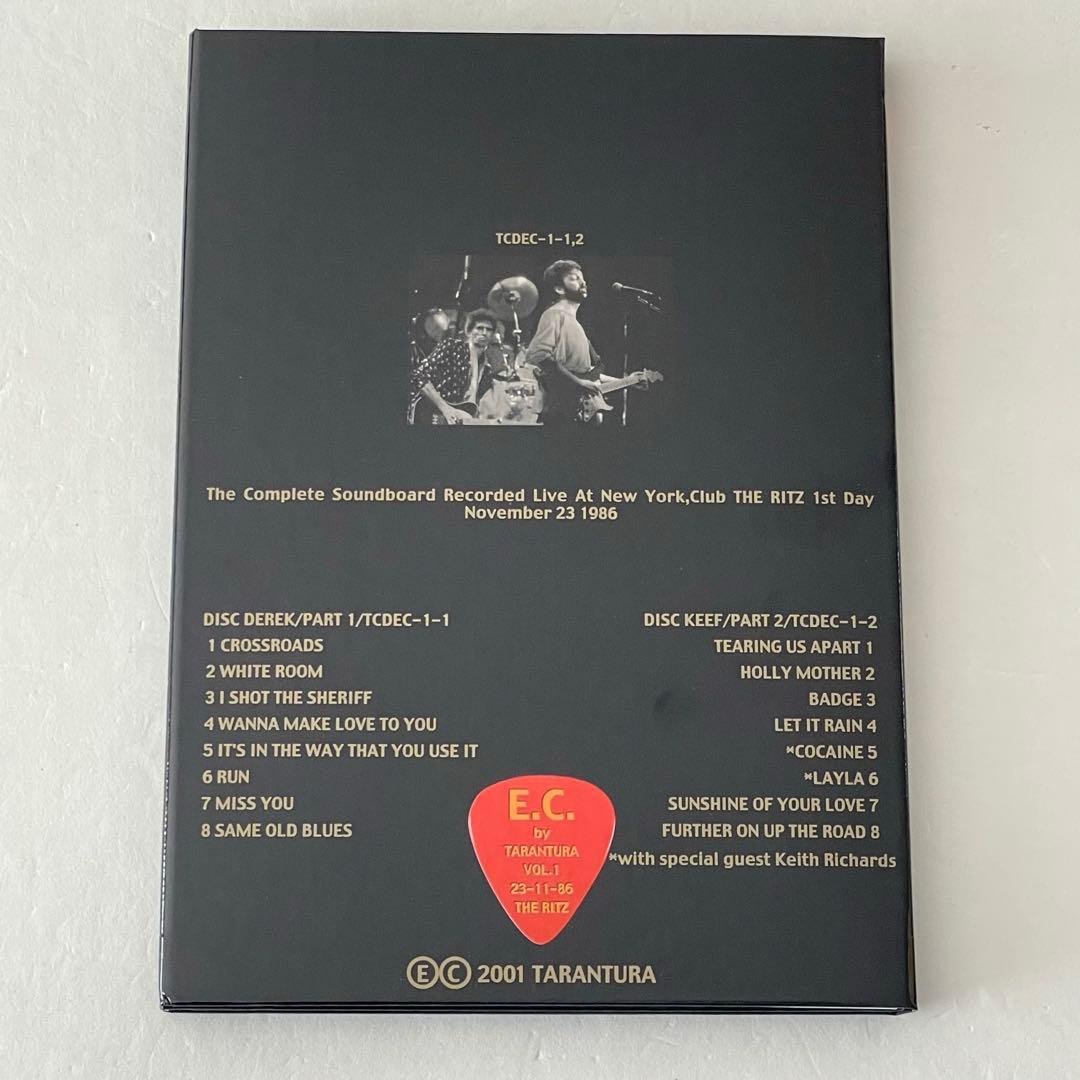 TCDEC-1-1,2
The Complete Soundboard Recorded Live At New York,Club THE RITZ 1st Day
November 23 1986
DISC DEREK/PART 1/TCDEC-1-1
1 CROSSROADS
2 WHITE ROOM
3 I SHOT THE SHERIFF
4 WANNA MAKE LOVE TO YOU
5 IT'S IN THE WAY THAT YOU USE IT
6 RUN
7 MISS YOU
8 SAME OLD BLUES
DISC KEEF/PART 2/TCDEC-1-2
TEARING US APART 1
HOLLY MOTHER 2
BADGE 3
LET IT RAIN 4
*COCAINE 5
*LAYLA 6
SUNSHINE OF YOUR LOVE 7
FURTHER ON UP THE ROAD 8
*with special guest Keith Richards
E.C.
by
TARANTURA
VOL.1
23-11-86
THE RITZ
Ⓔ Ⓒ 2001 TARANTURA